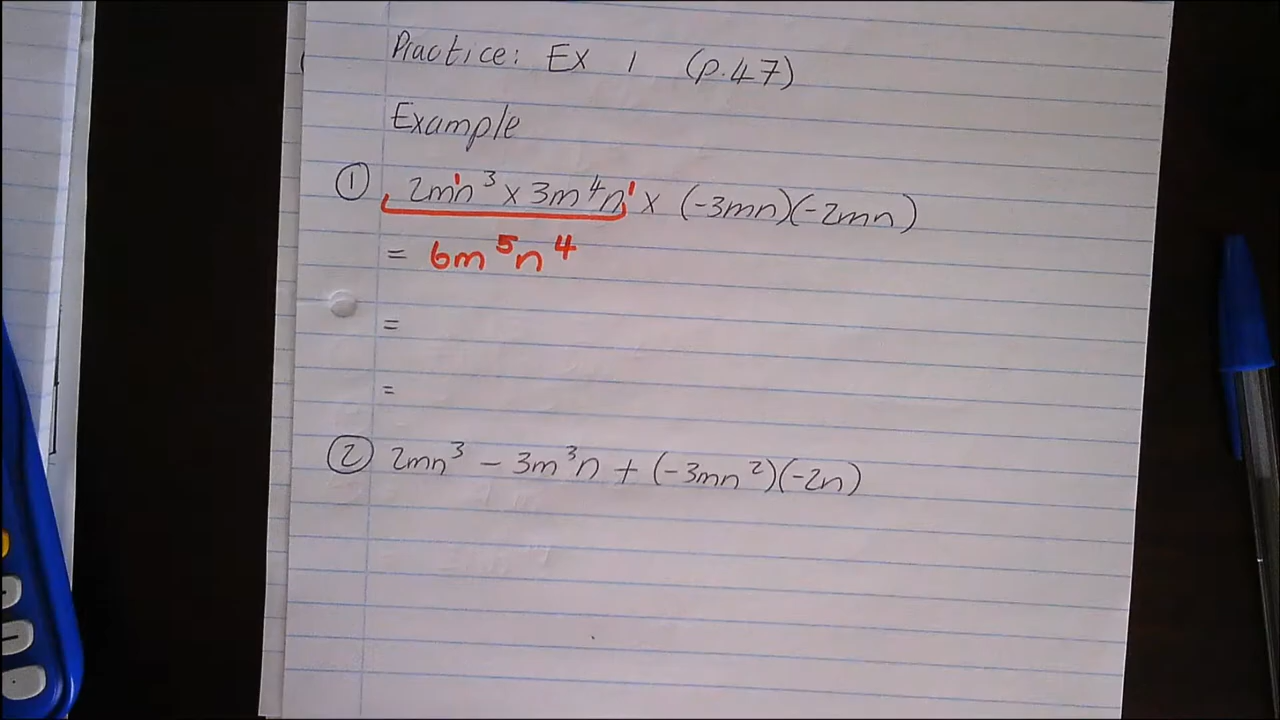 Practice: Ex 1 (p.47)
Example
① 2m¹n³ × 3m⁴n¹ × (-3mn)(-2mn)
= 6m⁵n⁴
=
=
② 2mn³ - 3m³n + (-3mn²)(-2n)